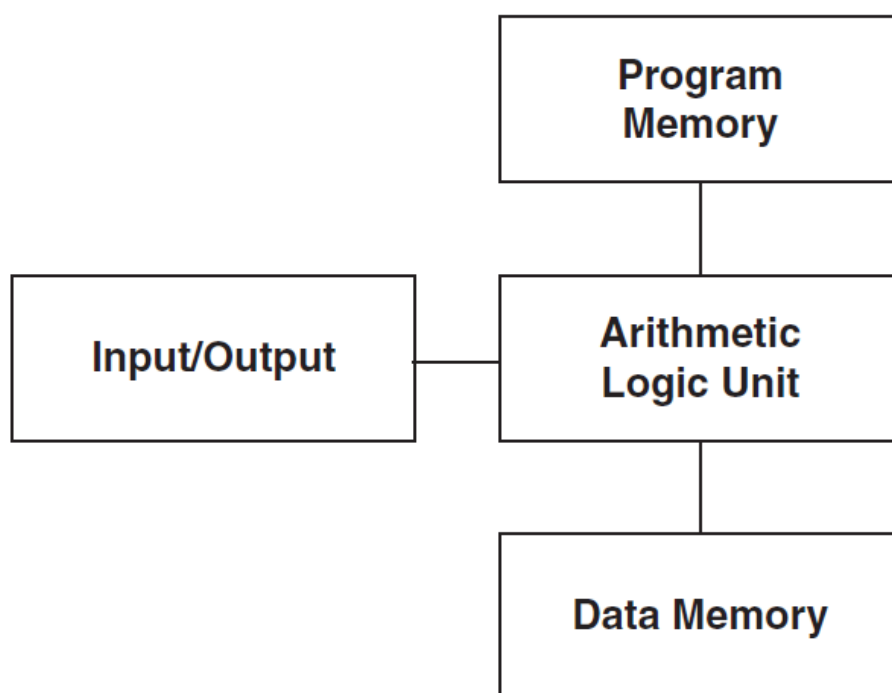 Program
Memory
Input/Output
Arithmetic
Logic Unit
Data Memory